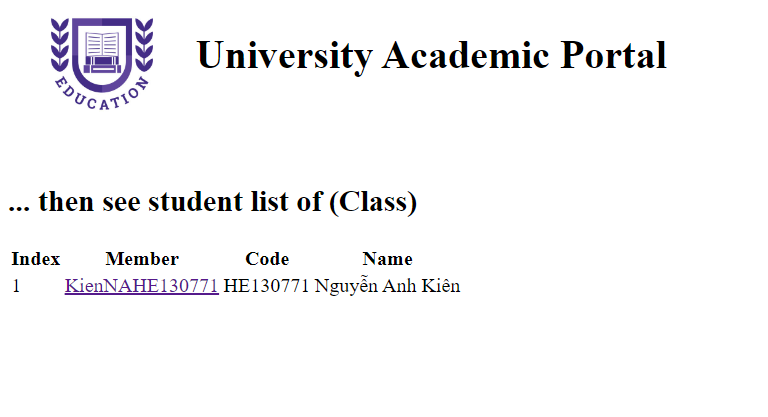 University Academic Portal
EDUCATION
... then see student list of (Class)
Index Member Code Name
1 KienNAHE130771 HE130771 Nguyễn Anh Kiên